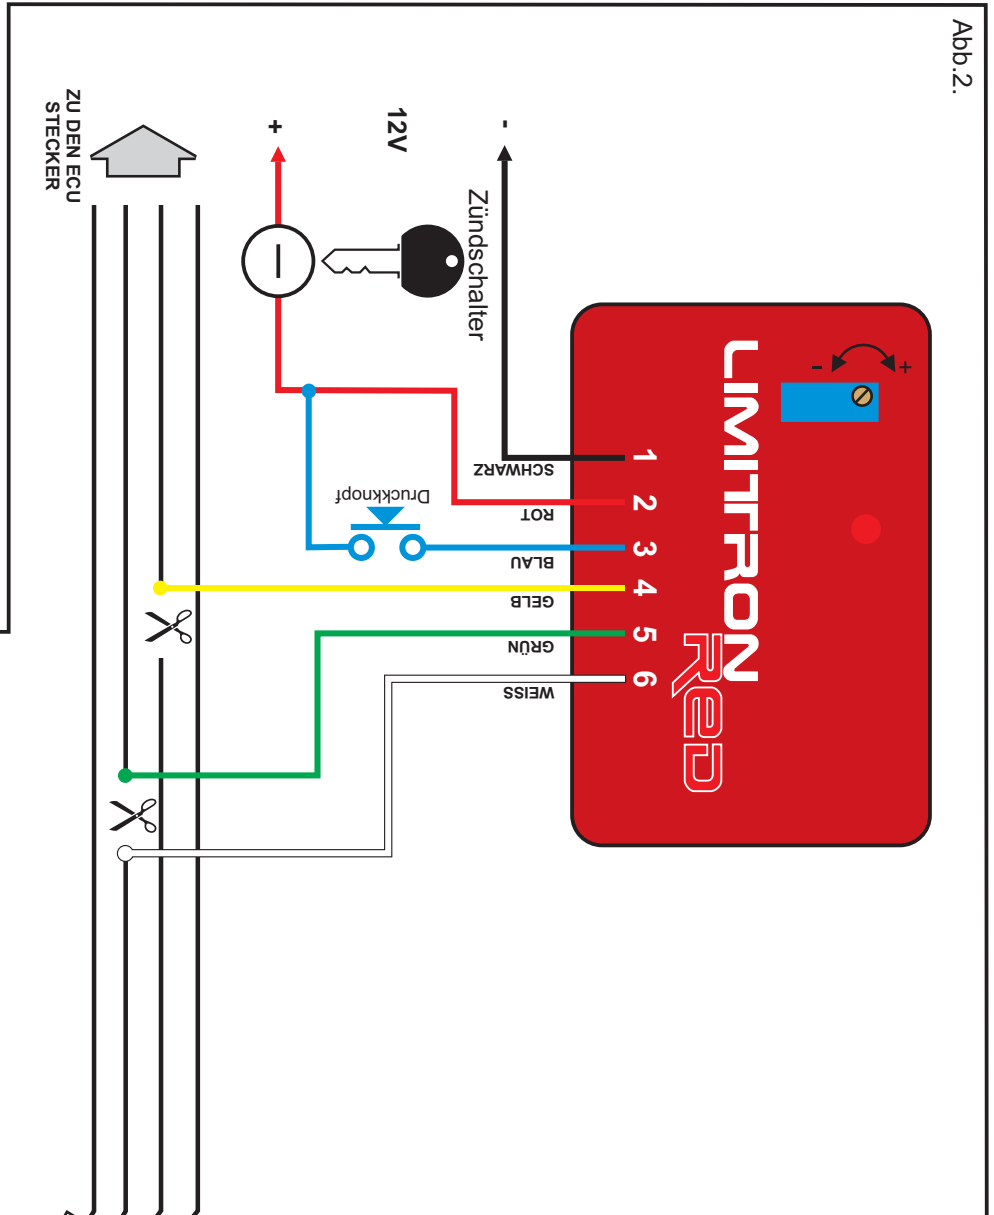 Abb.2.
ZU DEN ECU
STECKER
+
12V
-
Zündschalter
- +
LIMITRON
RED
1
SCHWARZ
2
ROT
3
BLAU
Druckknopf
4
GELB
5
GRÜN
6
WEISS